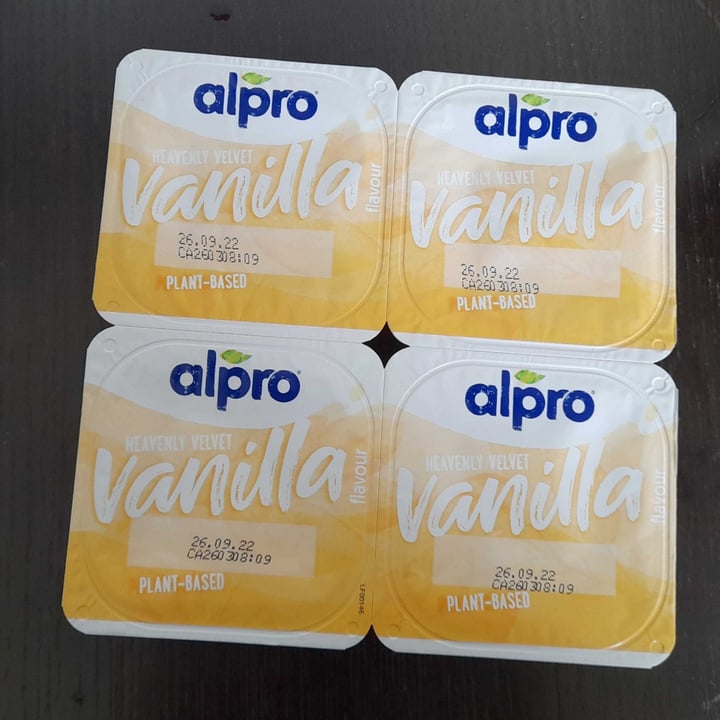 alpro
HEAVENLY VELVET
vanilla
flavour
26.09.22
CA260308:09
PLANT-BASED
alpro
HEAVENLY VELVET
vanilla
flavour
26.09.22
CA260308:09
PLANT-BASED
alpro
HEAVENLY VELVET
vanilla
flavour
26.09.22
CA260308:09
PLANT-BASED
LF00146
alpro
HEAVENLY VELVET
vanilla
flavour
26.09.22
CA260308:09
PLANT-BASED